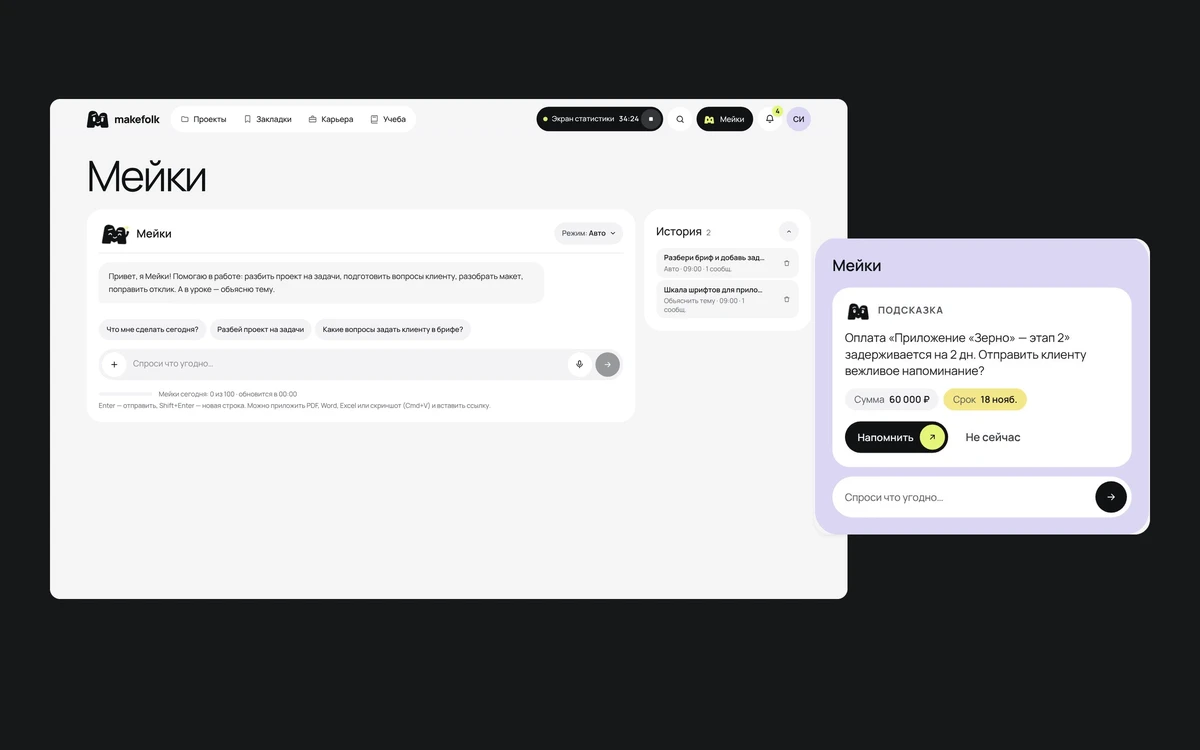 makefolk
Проекты
Закладки
Карьера
Учеба
Экран статистики 34:24
Мейки
4
СИ
Мейки
Мейки
Режим: Авто
Привет, я Мейки! Помогаю в работе: разбить проект на задачи, подготовить вопросы клиенту, разобрать макет,
поправить отклик. А в уроке — объясню тему.
Что мне сделать сегодня?
Разбей проект на задачи
Какие вопросы задать клиенту в брифе?
Спроси что угодно...
Мейки сегодня: 0 из 100 · обновится в 00:00
Enter — отправить, Shift+Enter — новая строка. Можно приложить PDF, Word, Excel или скриншот (Cmd+V) и вставить ссылку.
История 2
Разбери бриф и добавь зад...
Авто · 09:00 · 1 сообщ.
Шкала шрифтов для прило...
Объяснить тему · 09:00 · 1
сообщ.
Мейки
ПОДСКАЗКА
Оплата «Приложение «Зерно» — этап 2»
задерживается на 2 дн. Отправить клиенту
вежливое напоминание?
Сумма 60 000 ₽
Срок 18 нояб.
Напомнить
Не сейчас
Спроси что угодно...